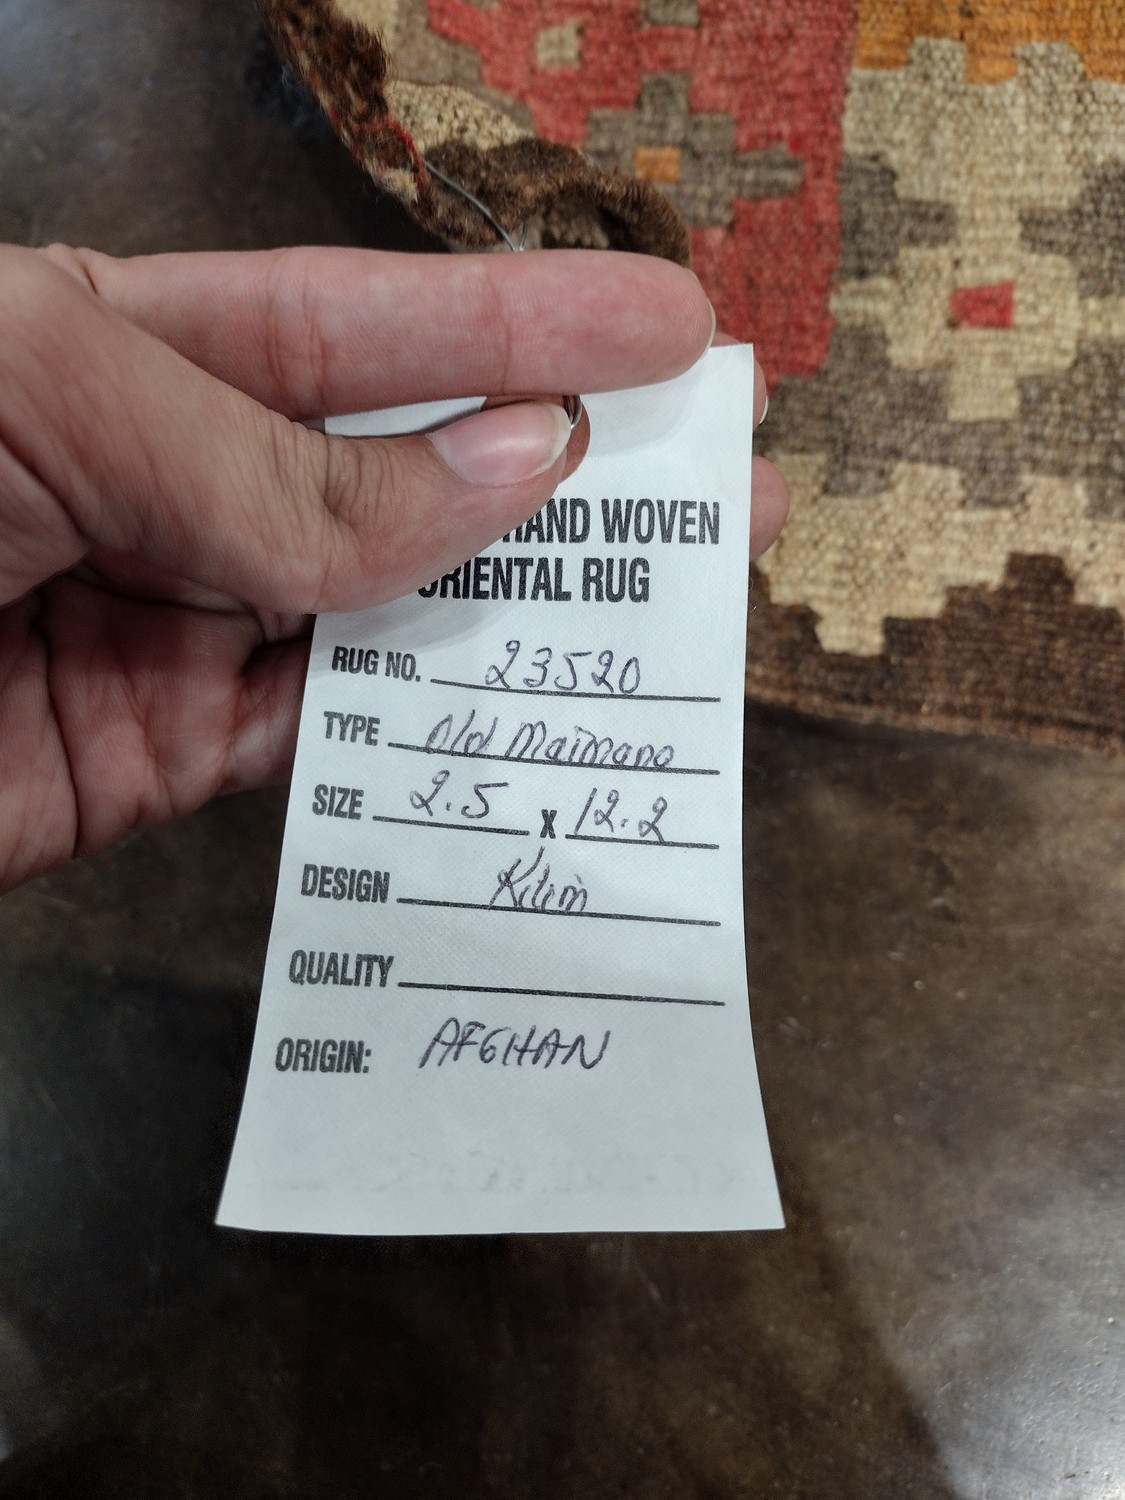 HAND WOVEN
ORIENTAL RUG
RUG NO. 23520
TYPE Old Maimana
SIZE 2.5 x 12.2
DESIGN Kilim
QUALITY
ORIGIN: AFGHAN